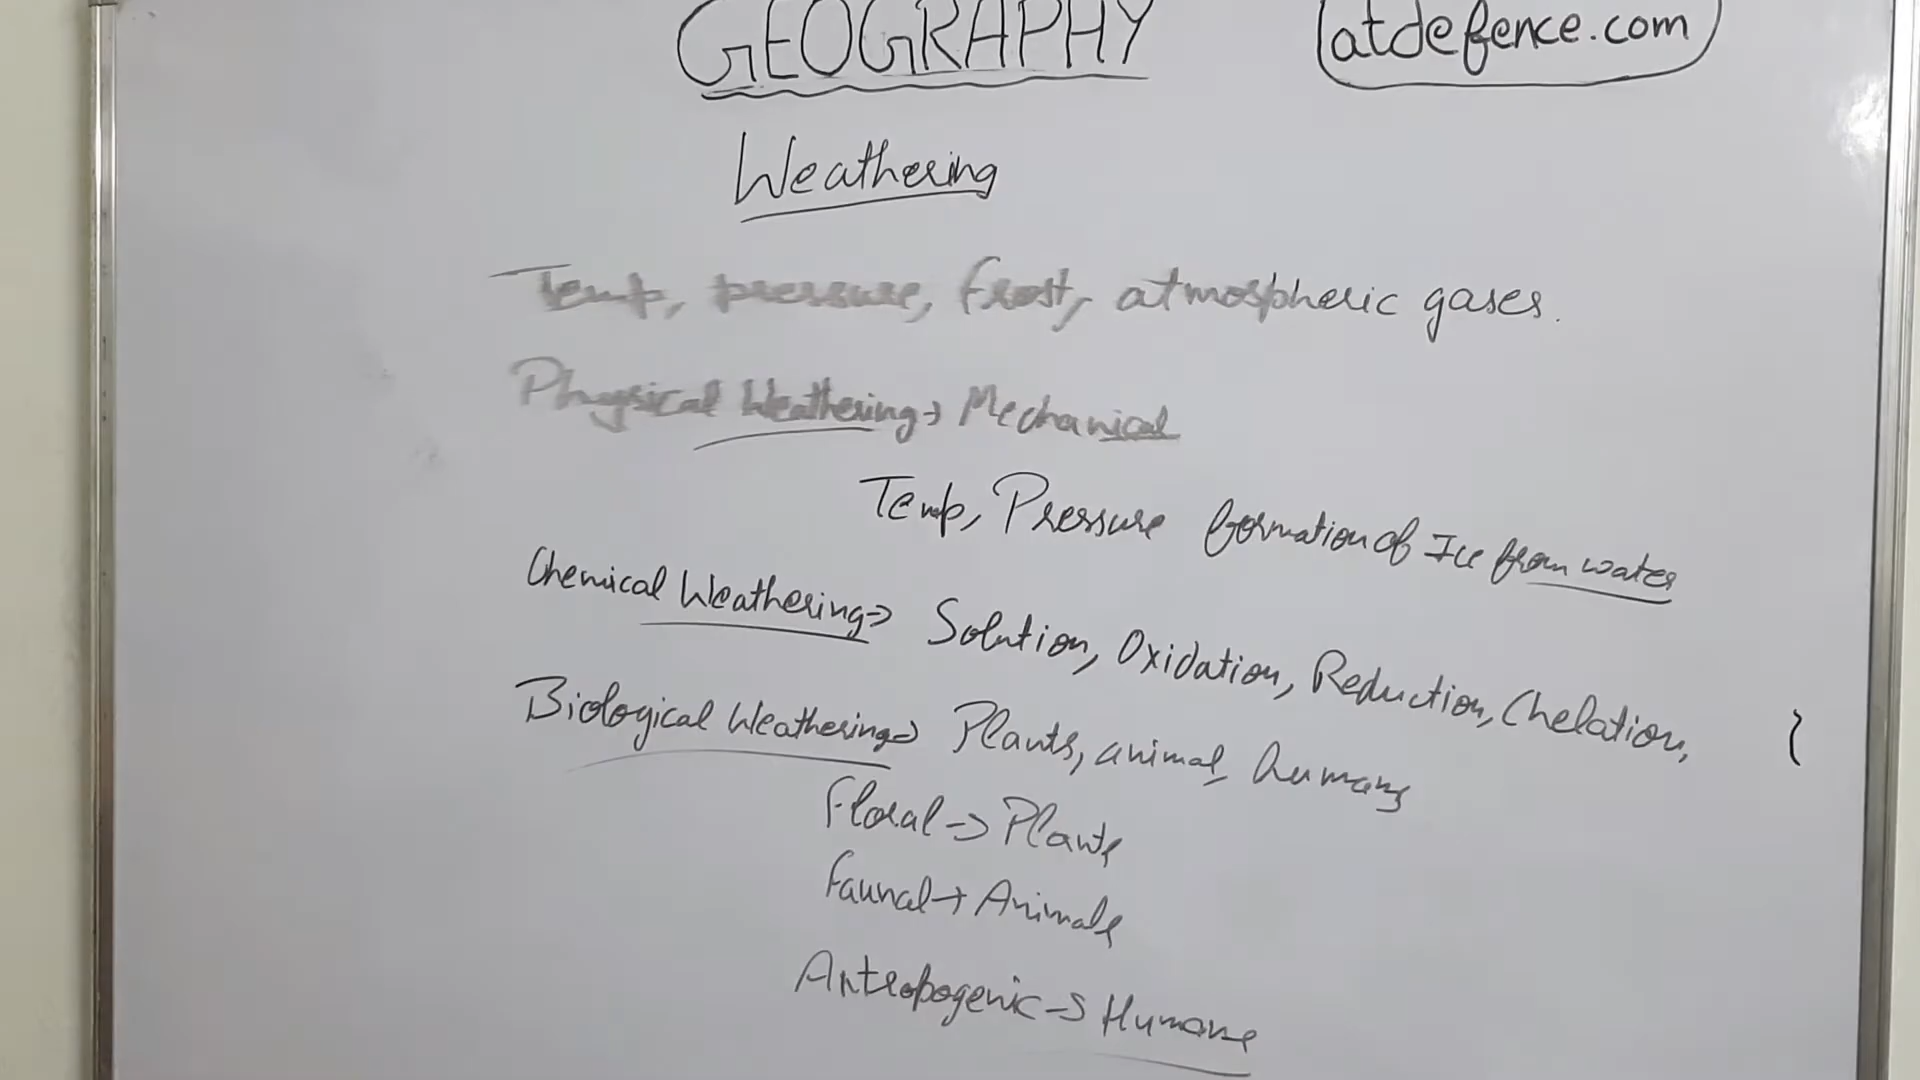 GEOGRAPHY
latdefence.com
Weathering
Temp, pressure, frost, atmospheric gases.
Physical Weathering → Mechanical
Temp, Pressure formation of Ice from water
Chemical Weathering → Solution, Oxidation, Reduction, Chelation,
Biological Weathering → Plants, animal, humans
Floral → Plants
Faunal → Animals
Antropogenic → Humans